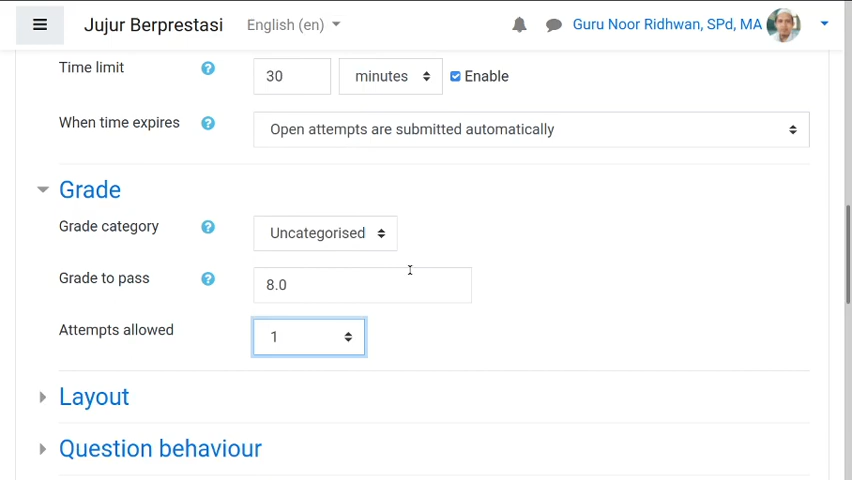 Jujur Berprestasi English (en) Guru Noor Ridhwan, SPd, MA
Time limit 30 minutes Enable
When time expires Open attempts are submitted automatically
Grade
Grade category Uncategorised
Grade to pass 8.0
Attempts allowed 1
Layout
Question behaviour